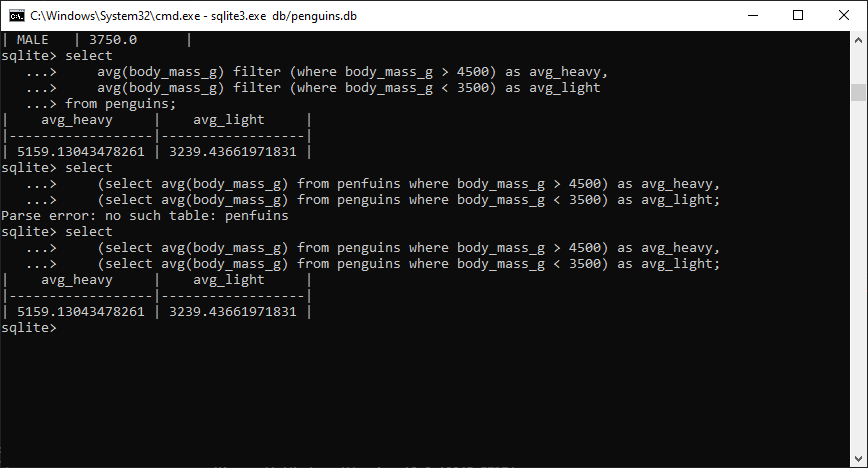 C:\Windows\System32\cmd.exe - sqlite3.exe  db/penguins.db
| MALE   | 3750.0      |
sqlite> select
   ...>     avg(body_mass_g) filter (where body_mass_g > 4500) as avg_heavy,
   ...>     avg(body_mass_g) filter (where body_mass_g < 3500) as avg_light
   ...> from penguins;
|    avg_heavy     |    avg_light     |
|------------------|------------------|
| 5159.13043478261 | 3239.43661971831 |
sqlite> select
   ...>     (select avg(body_mass_g) from penfuins where body_mass_g > 4500) as avg_heavy,
   ...>     (select avg(body_mass_g) from penguins where body_mass_g < 3500) as avg_light;
Parse error: no such table: penfuins
sqlite> select
   ...>     (select avg(body_mass_g) from penguins where body_mass_g > 4500) as avg_heavy,
   ...>     (select avg(body_mass_g) from penguins where body_mass_g < 3500) as avg_light;
|    avg_heavy     |    avg_light     |
|------------------|------------------|
| 5159.13043478261 | 3239.43661971831 |
sqlite>